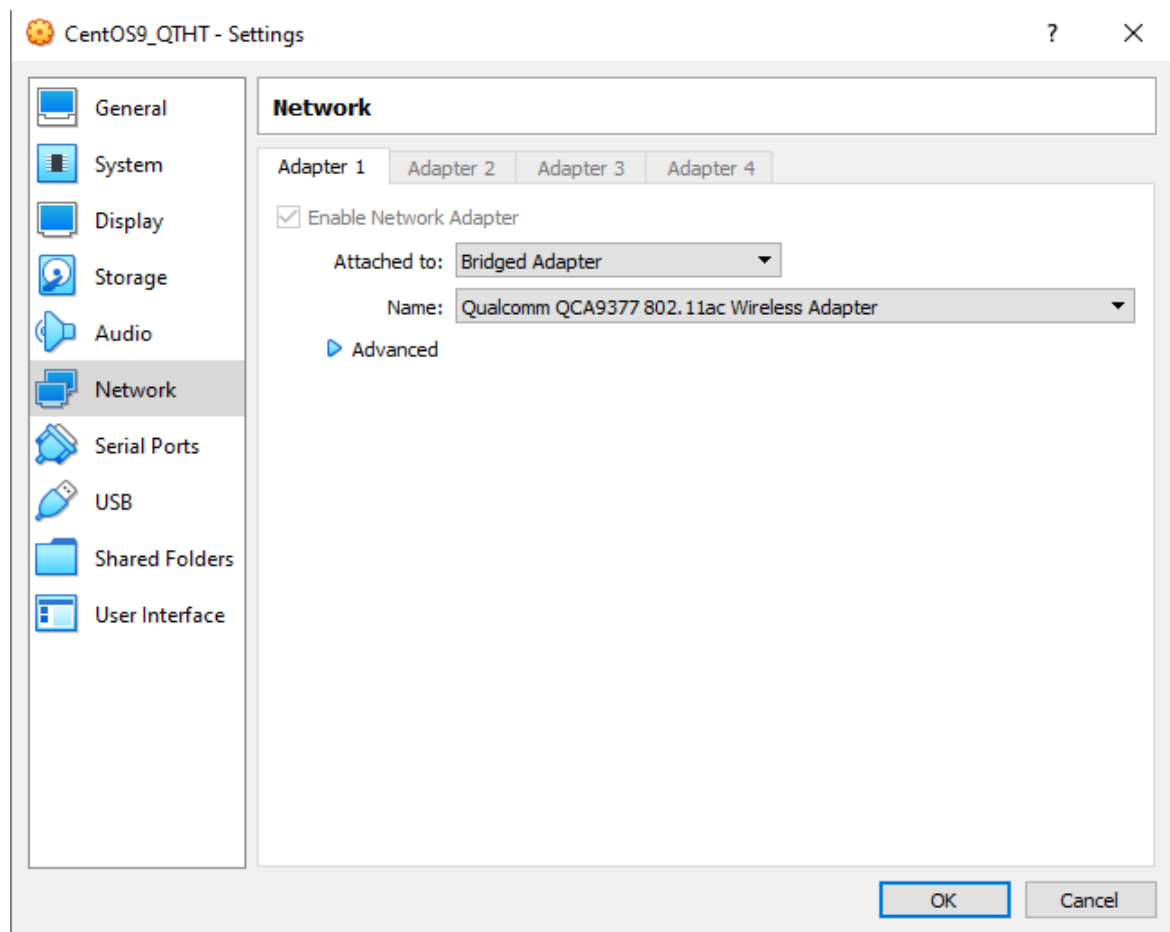 CentOS9_QTHT - Settings
?
General
System
Display
Storage
Audio
Network
Serial Ports
USB
Shared Folders
User Interface
Network
Adapter 1 Adapter 2 Adapter 3 Adapter 4
Enable Network Adapter
Attached to: Bridged Adapter
Name: Qualcomm QCA9377 802.11ac Wireless Adapter
Advanced
OK Cancel